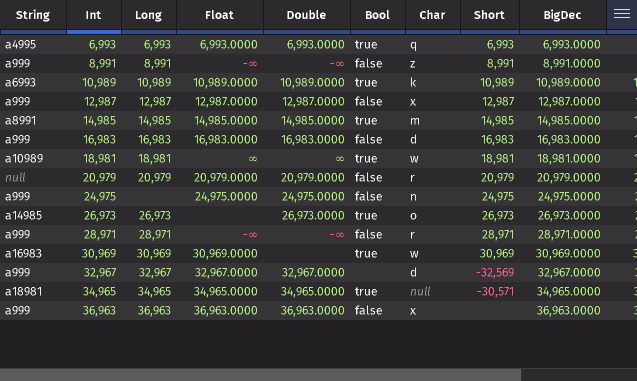 String Int Long Float Double Bool Char Short BigDec
a4995 6,993 6,993 6,993.0000 6,993.0000 true q 6,993 6,993.0000
a999 8,991 8,991 -∞ -∞ false z 8,991 8,991.0000
a6993 10,989 10,989 10,989.0000 10,989.0000 true k 10,989 10,989.0000
a999 12,987 12,987 12,987.0000 12,987.0000 false x 12,987 12,987.0000
a8991 14,985 14,985 14,985.0000 14,985.0000 true m 14,985 14,985.0000
a999 16,983 16,983 16,983.0000 16,983.0000 false d 16,983 16,983.0000
a10989 18,981 18,981 ∞ ∞ true w 18,981 18,981.0000
null 20,979 20,979 20,979.0000 20,979.0000 false r 20,979 20,979.0000
a999 24,975 24,975.0000 24,975.0000 false n 24,975 24,975.0000
a14985 26,973 26,973 26,973.0000 true o 26,973 26,973.0000
a999 28,971 28,971 -∞ -∞ false r 28,971 28,971.0000
a16983 30,969 30,969 30,969.0000 true w 30,969 30,969.0000
a999 32,967 32,967 32,967.0000 32,967.0000 d -32,569 32,967.0000
a18981 34,965 34,965 34,965.0000 34,965.0000 true null -30,571 34,965.0000
a999 36,963 36,963 36,963.0000 36,963.0000 false x 36,963.0000